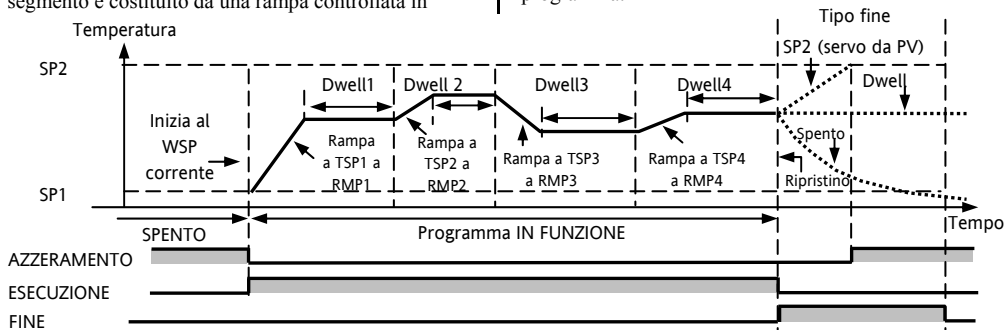 segmento è costituito da una rampa controllata in
Tipo fine
Temperatura
SP2 (servo da PV)
SP2
Dwell1
Dwell 2
Dwell3
Dwell4
Dwell
Inizia al
WSP
corrente
Rampa
a TSP1 a
RMP1
Rampa a
TSP2 a
RMP2
Rampa a TSP3
a RMP3
Rampa a TSP4
a RMP4
Spento
Ripristino
SP1
Tempo
SPENTO
Programma IN FUNZIONE
AZZERAMENTO
ESECUZIONE
FINE